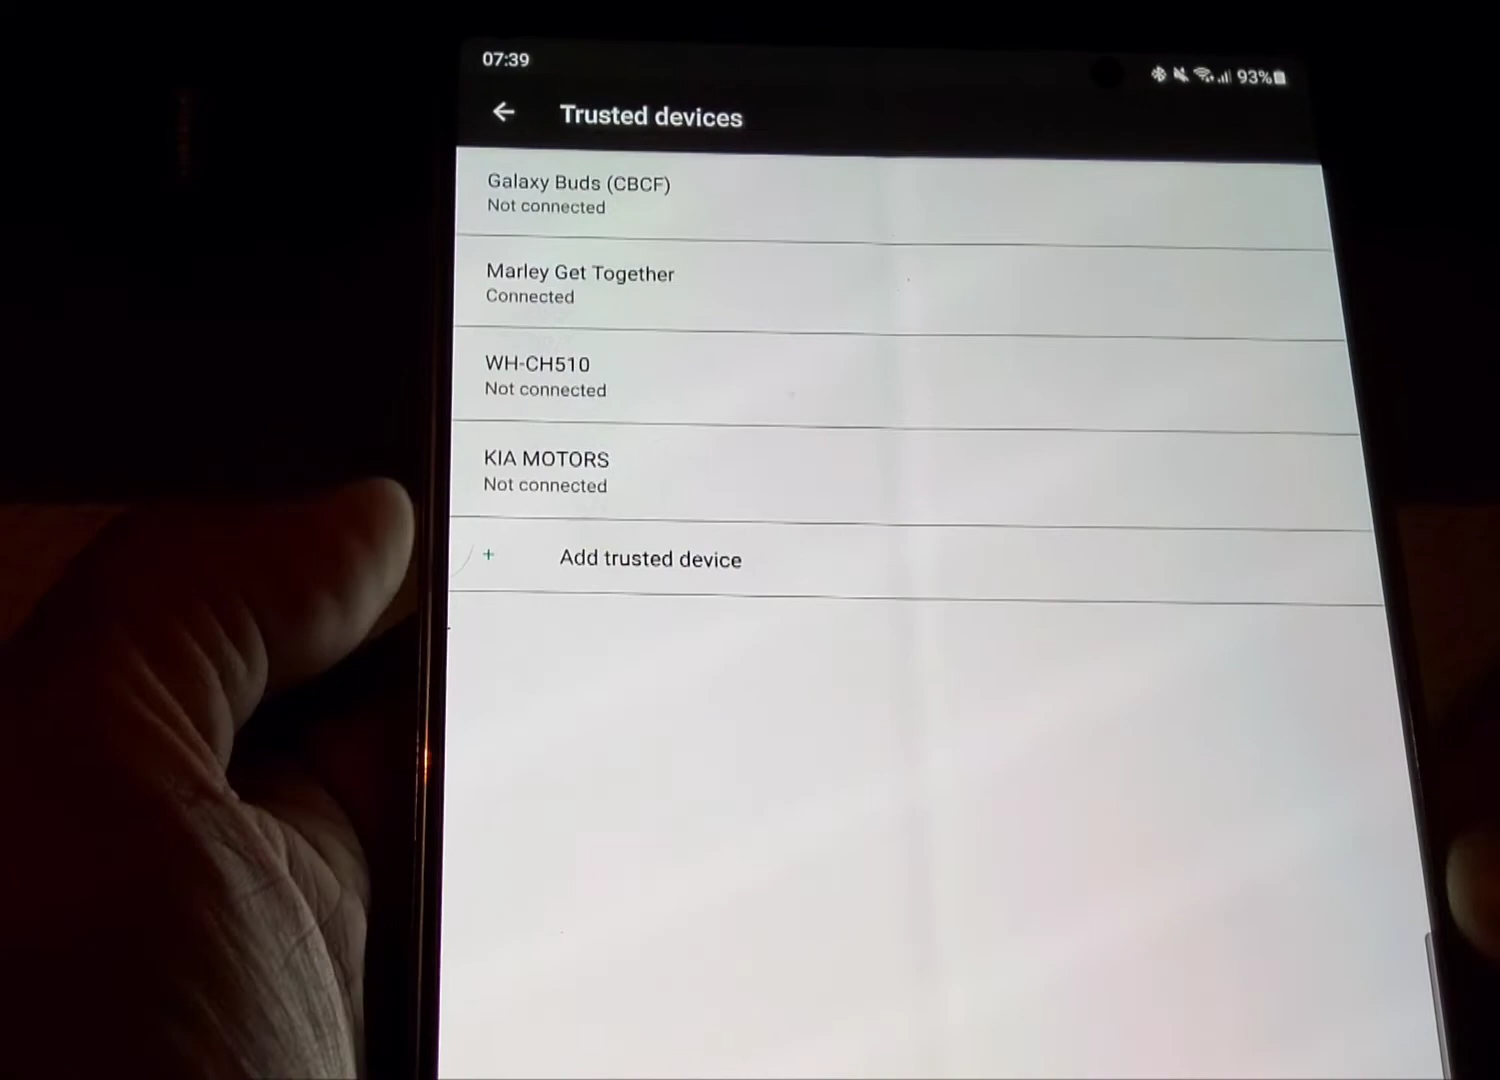 07:39
93%
Trusted devices
Galaxy Buds (CBCF)
Not connected
Marley Get Together
Connected
WH-CH510
Not connected
KIA MOTORS
Not connected
+ Add trusted device